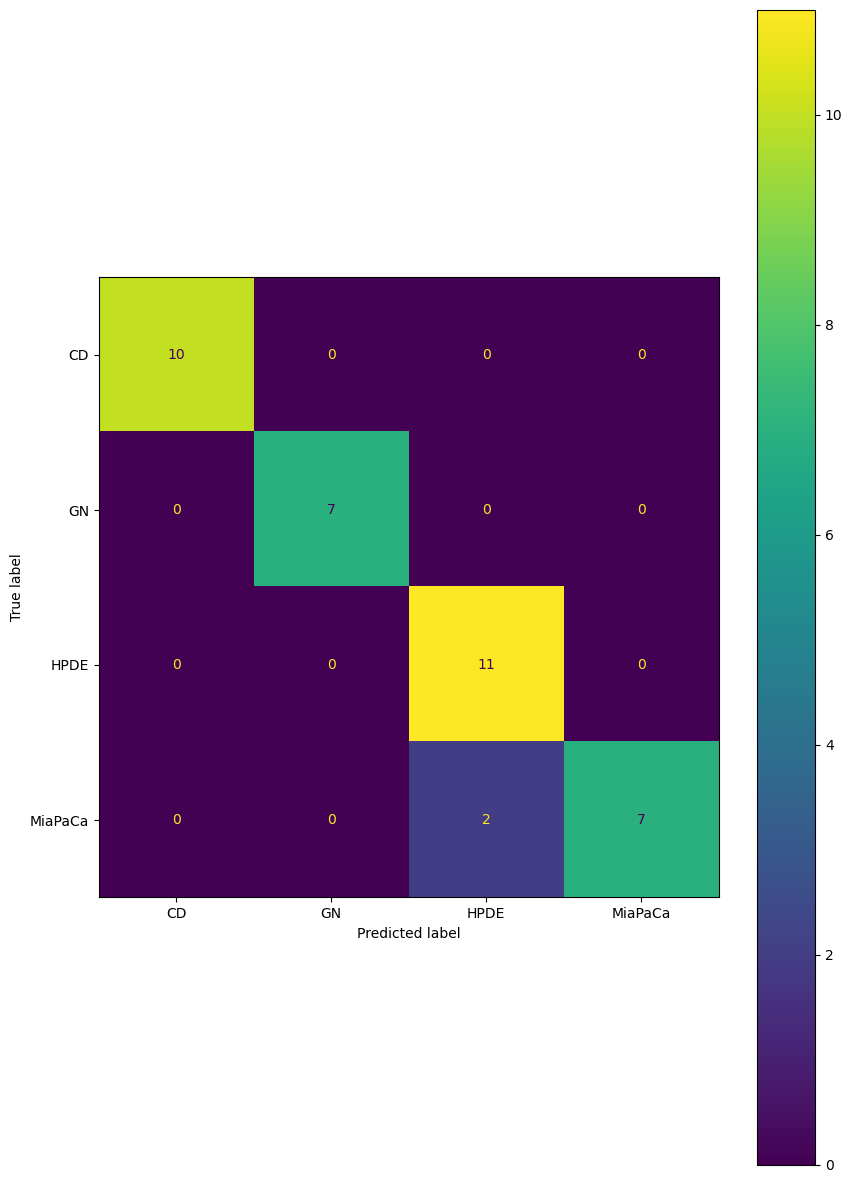 CD 10 0 0 0
GN 0 7 0 0
HPDE 0 0 11 0
MiaPaCa 0 0 2 7
CD GN HPDE MiaPaCa
Predicted label
True label
10
8
6
4
2
0